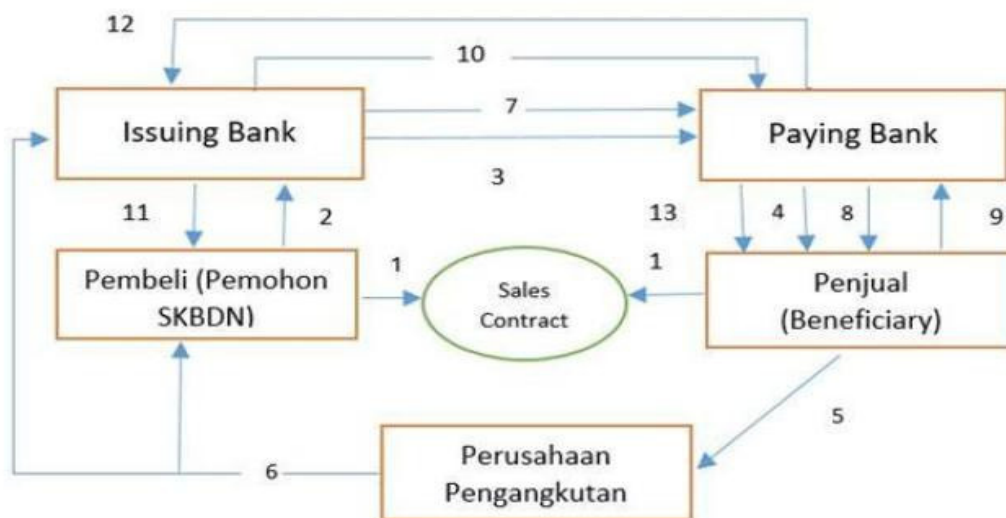 12
10
7
Issuing Bank
Paying Bank
3
11
2
13
4
8
9
Pembeli (Pemohon
SKBDN)
1
Sales
Contract
1
Penjual
(Beneficiary)
5
Perusahaan
Pengangkutan
6